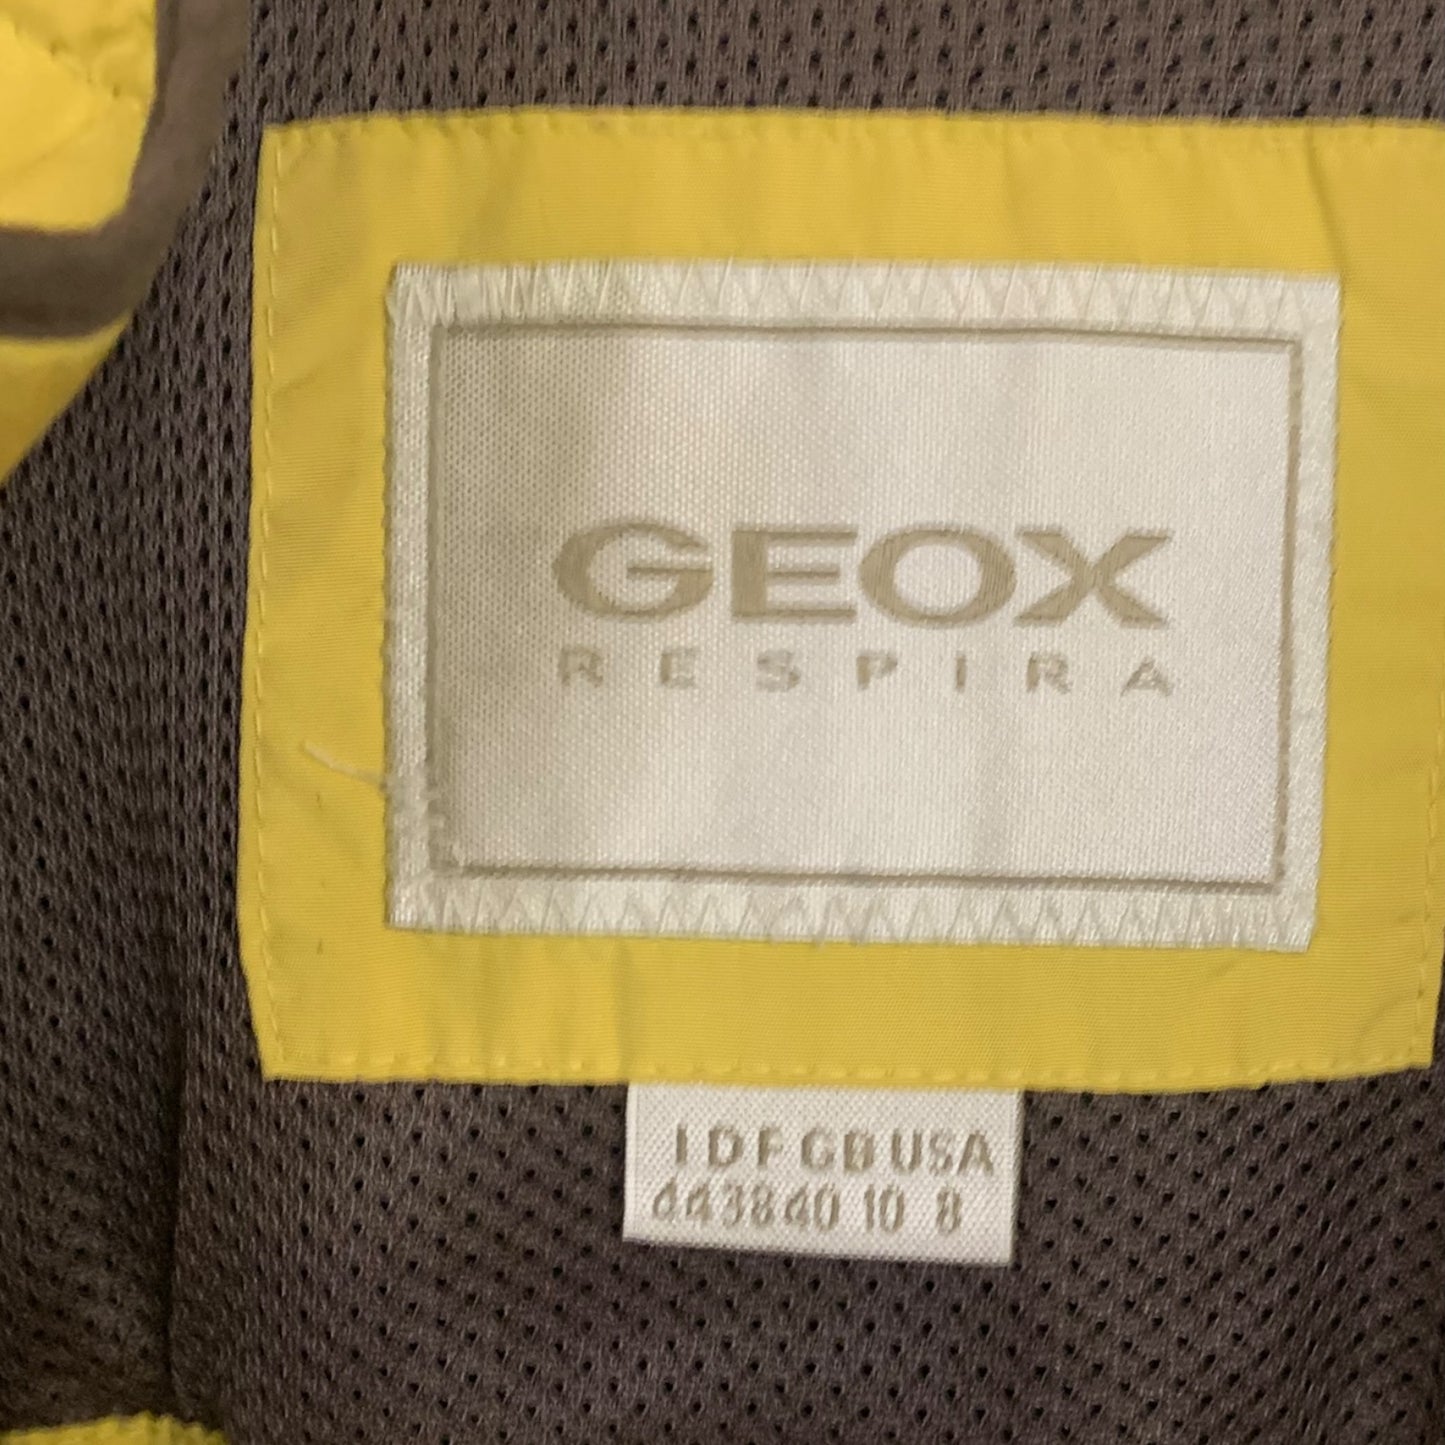 GEOX
RESPIRA
I D F GB USA
44 38 40 10 8